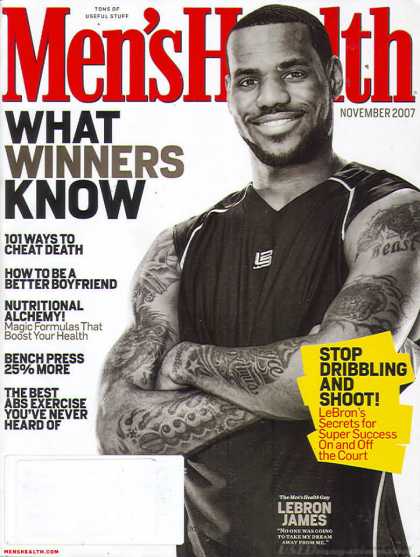 TONS OF
USEFUL STUFF
Men'sHealth
NOVEMBER 2007
WHAT
WINNERS
KNOW
101 WAYS TO
CHEAT DEATH
HOW TO BE A
BETTER BOYFRIEND
NUTRITIONAL
ALCHEMY!
Magic Formulas That
Boost Your Health
BENCH PRESS
25% MORE
THE BEST
ABS EXERCISE
YOU'VE NEVER
HEARD OF
STOP
DRIBBLING
AND
SHOOT!
LeBron's
Secrets for
Super Success
On and Off
the Court
The Men's Health Guy
LEBRON
JAMES
"NO ONE WAS GOING
TO TAKE MY DREAM
AWAY FROM ME."
MENSHEALTH.COM